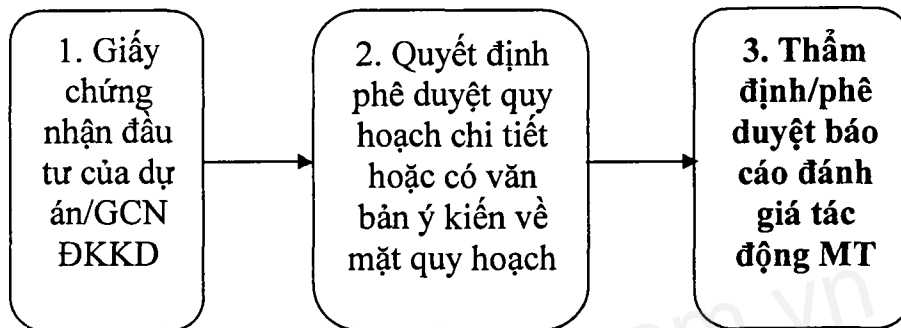 1. Giấy
chứng
nhận đầu
tư của dự
án/GCN
ĐKKD
2. Quyết định
phê duyệt quy
hoạch chi tiết
hoặc có văn
bản ý kiến về
mặt quy hoạch
3. Thẩm
định/phê
duyệt báo
cáo đánh
giá tác
động MT